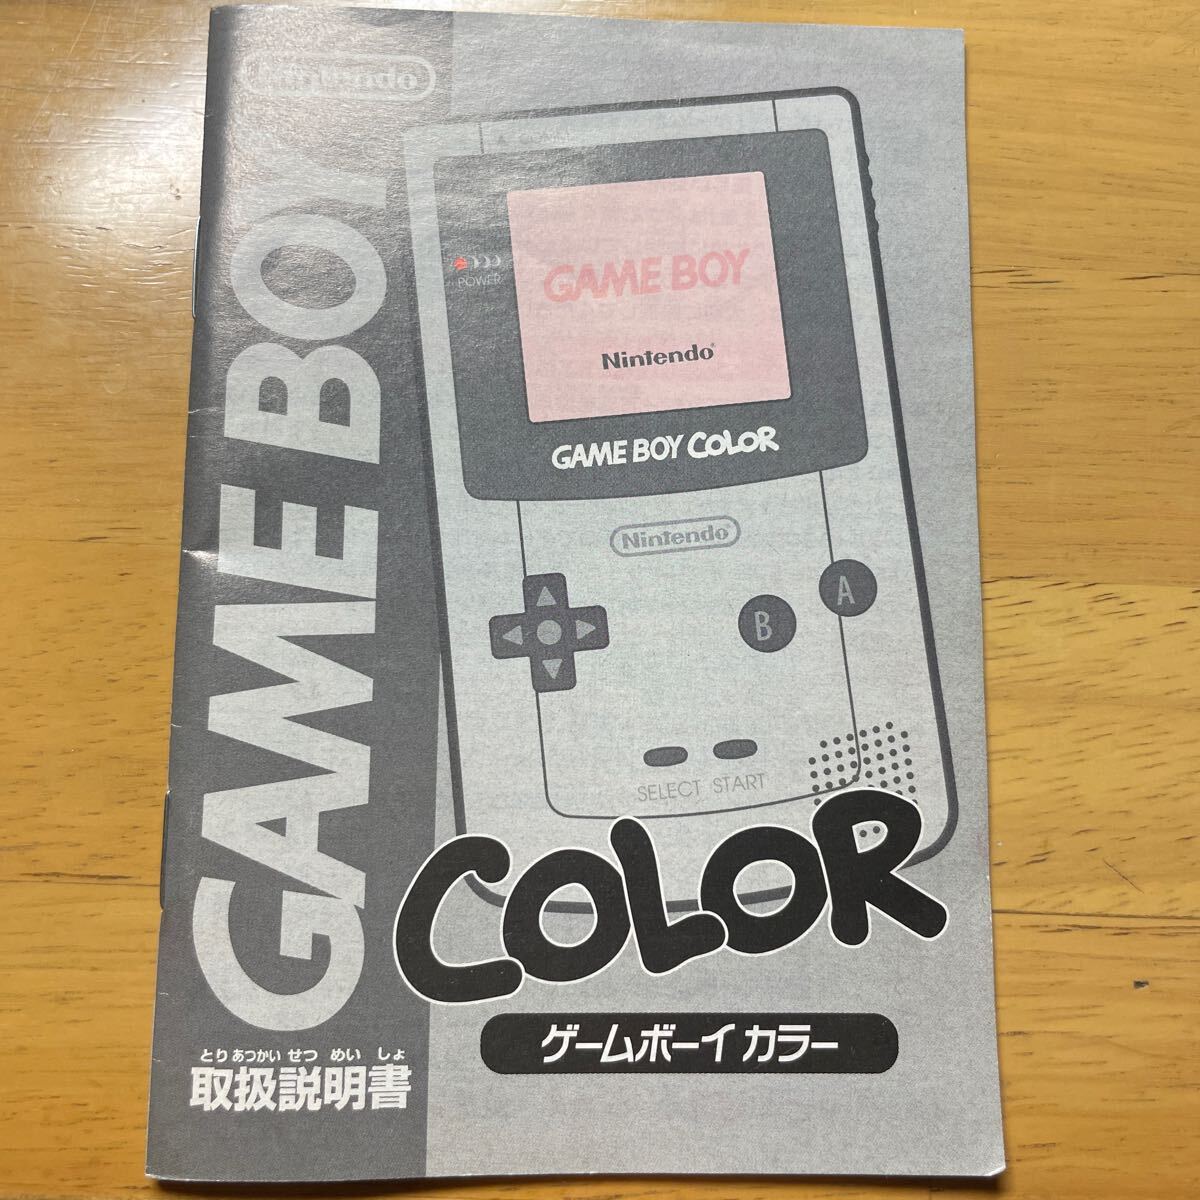 Nintendo
GAME BOY
POWER
GAME BOY
Nintendo®
GAME BOY COLOR
Nintendo
B
A
SELECT START
COLOR
ゲームボーイ カラー
とりあつかい せつ めい しょ
取扱説明書